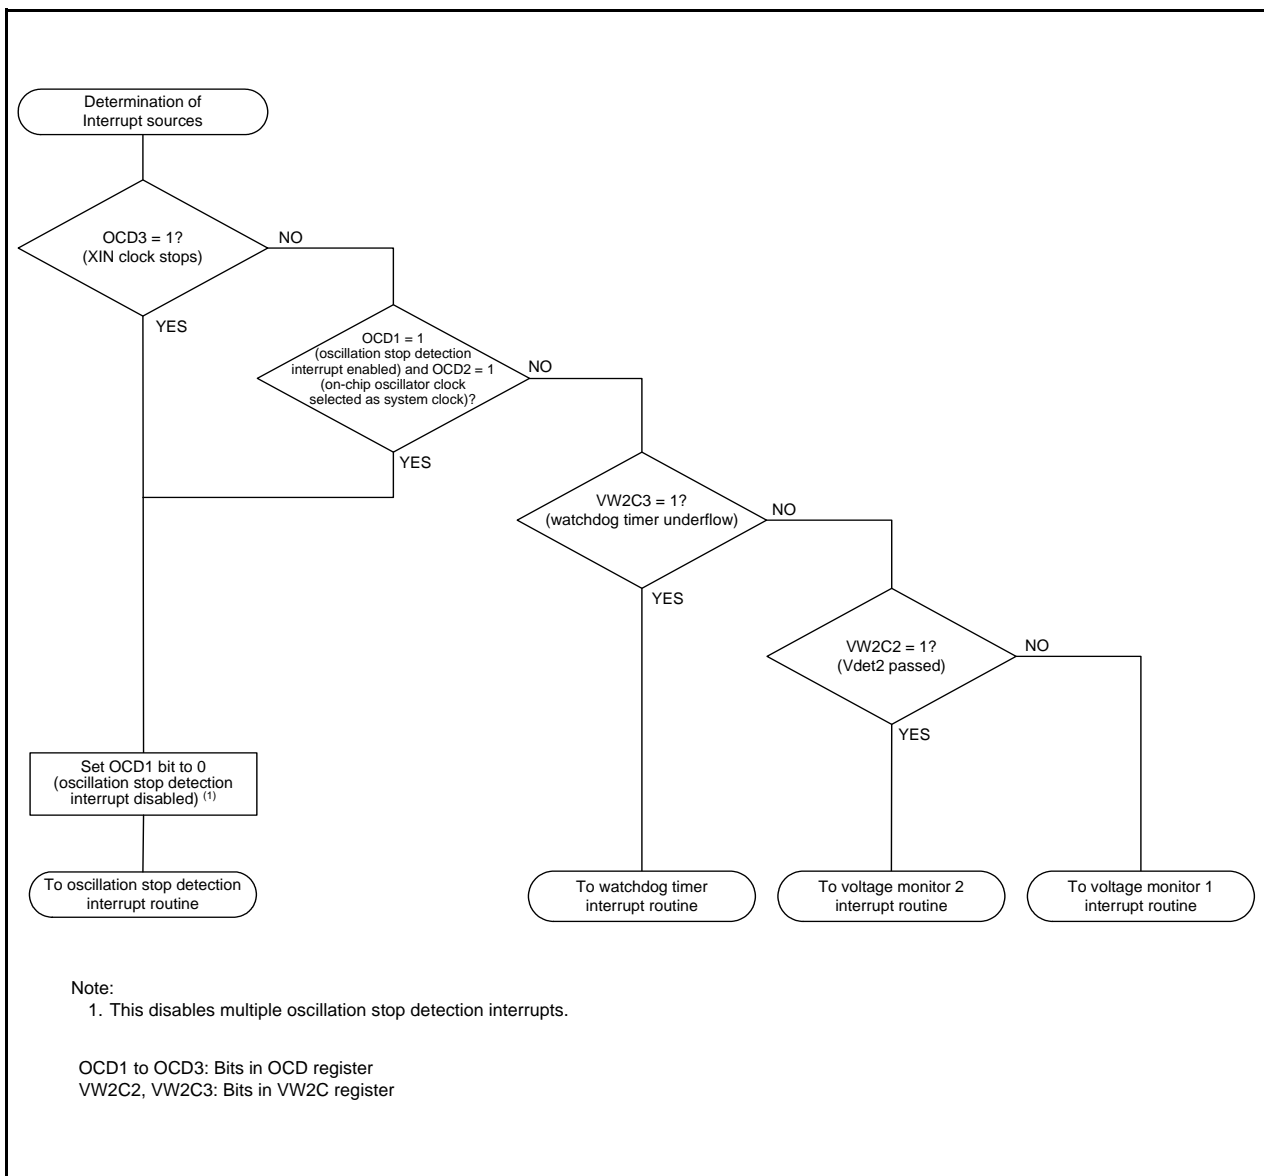 Determination of
Interrupt sources
OCD3 = 1?
(XIN clock stops)
NO
YES
OCD1 = 1
(oscillation stop detection
interrupt enabled) and OCD2 = 1
(on-chip oscillator clock
selected as system clock)?
NO
YES
VW2C3 = 1?
(watchdog timer underflow)
NO
YES
VW2C2 = 1?
(Vdet2 passed)
NO
YES
Set OCD1 bit to 0
(oscillation stop detection
interrupt disabled) (1)
To oscillation stop detection
interrupt routine
To watchdog timer
interrupt routine
To voltage monitor 2
interrupt routine
To voltage monitor 1
interrupt routine
Note:
1. This disables multiple oscillation stop detection interrupts.
OCD1 to OCD3: Bits in OCD register
VW2C2, VW2C3: Bits in VW2C register